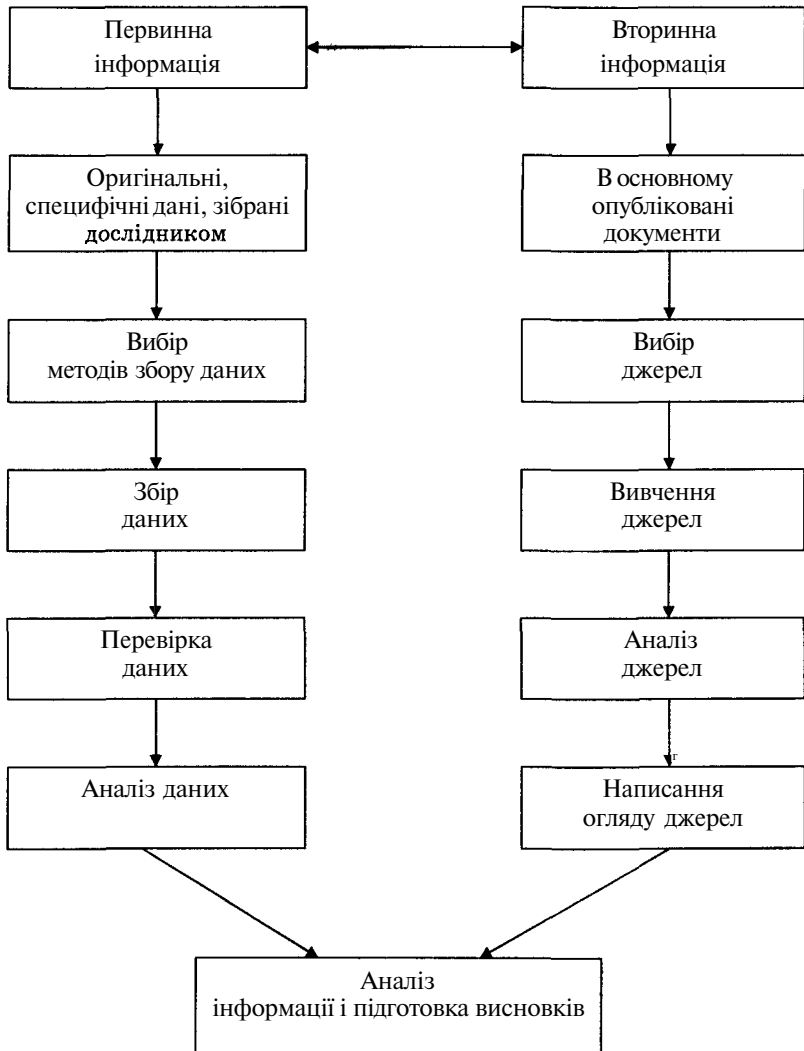 Первинна
інформація
Вторинна
інформація
Оригінальні,
специфічні дані, зібрані
дослідником
В основному
опубліковані
документи
Вибір
методів збору даних
Вибір
джерел
Збір
даних
Вивчення
джерел
Перевірка
даних
Аналіз
джерел
Аналіз даних
Написання
огляду джерел
Аналіз
інформації і підготовка висновків